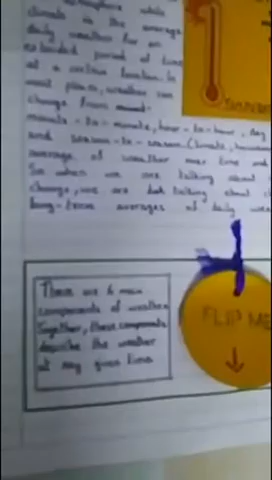 atmosphere while
climate is the average
daily weather for an
extended period of time
at a certain location. In
most places, weather can
change from
minute-to-minute, hour-to-hour, day
and season-to-season. Climate, however
average of weather over time and
So when we are talking about
change, we are not talking about
long-term averages of daily
There are 6 main
components of weather.
Together, these components
describe the weather
at any given time
FLIP ME